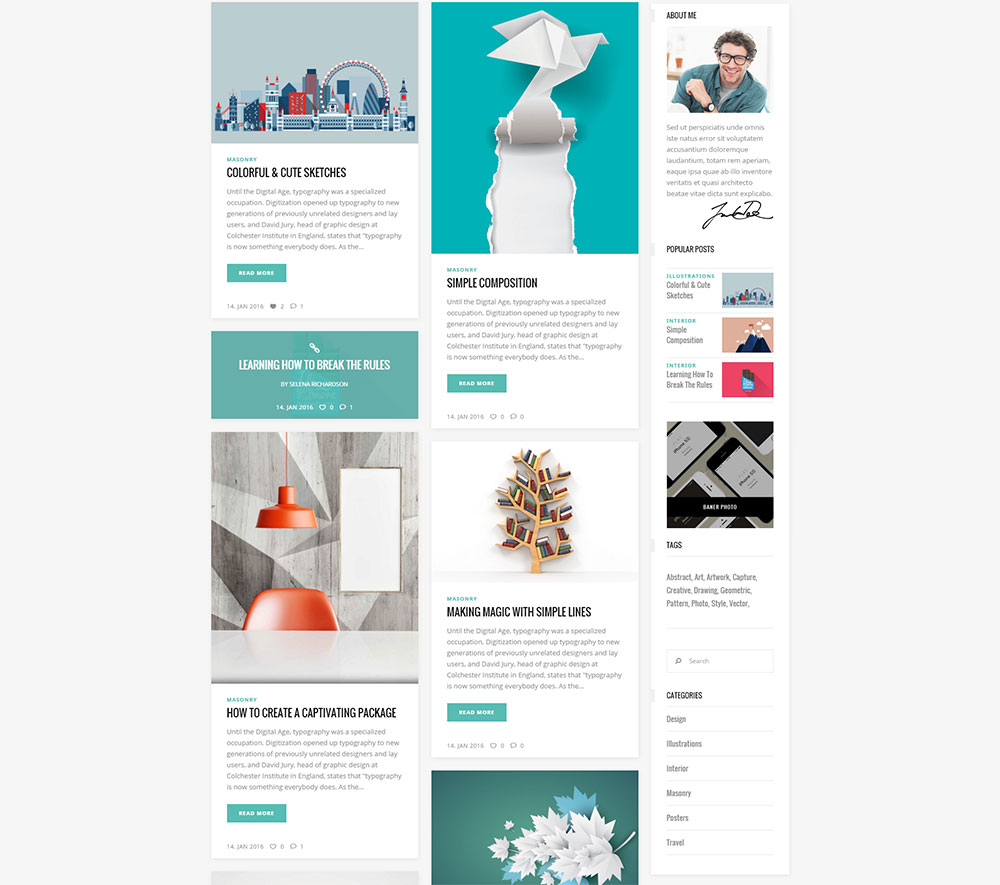 MASONRY
COLORFUL & CUTE SKETCHES
Until the Digital Age, typography was a specialized
occupation. Digitization opened up typography to new
generations of previously unrelated designers and lay
users, and David Jury, head of graphic design at
Colchester Institute in England, states that "typography
is now something everybody does. As the...
READ MORE
14. JAN 2016 2 1
LEARNING HOW TO BREAK THE RULES
BY SELENA RICHARDSON
14. JAN 2016 0 1
MASONRY
HOW TO CREATE A CAPTIVATING PACKAGE
Until the Digital Age, typography was a specialized
occupation. Digitization opened up typography to new
generations of previously unrelated designers and lay
users, and David Jury, head of graphic design at
Colchester Institute in England, states that "typography
is now something everybody does. As the...
READ MORE
14. JAN 2016 0 1
MASONRY
SIMPLE COMPOSITION
Until the Digital Age, typography was a specialized
occupation. Digitization opened up typography to new
generations of previously unrelated designers and lay
users, and David Jury, head of graphic design at
Colchester Institute in England, states that "typography
is now something everybody does. As the...
READ MORE
14. JAN 2016 0 0
MASONRY
MAKING MAGIC WITH SIMPLE LINES
Until the Digital Age, typography was a specialized
occupation. Digitization opened up typography to new
generations of previously unrelated designers and lay
users, and David Jury, head of graphic design at
Colchester Institute in England, states that "typography
is now something everybody does. As the...
READ MORE
14. JAN 2016 0 0
ABOUT ME
Sed ut perspiciatis unde omnis
iste natus error sit voluptatem
accusantium doloremque
laudantium, totam rem aperiam,
eaque ipsa quae ab illo inventore
veritatis et quasi architecto
beatae vitae dicta sunt explicabo.
POPULAR POSTS
ILLUSTRATIONS
Colorful & Cute
Sketches
INTERIOR
Simple
Composition
INTERIOR
Learning How To
Break The Rules
iPhone 5S
iPhone 5S
BANER PHOTO
TAGS
Abstract, Art, Artwork, Capture,
Creative, Drawing, Geometric,
Pattern, Photo, Style, Vector,
Search
CATEGORIES
Design
Illustrations
Interior
Masonry
Posters
Travel